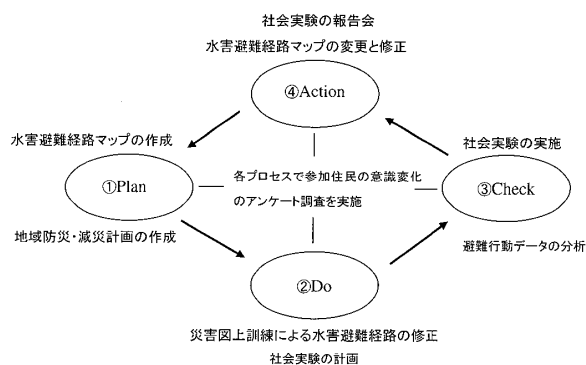 社会実験の報告会
水害避難経路マップの変更と修正
④Action
水害避難経路マップの作成
①Plan
地域防災・減災計画の作成
各プロセスで参加住民の意識変化
のアンケート調査を実施
社会実験の実施
③Check
避難行動データの分析
②Do
災害図上訓練による水害避難経路の修正
社会実験の計画